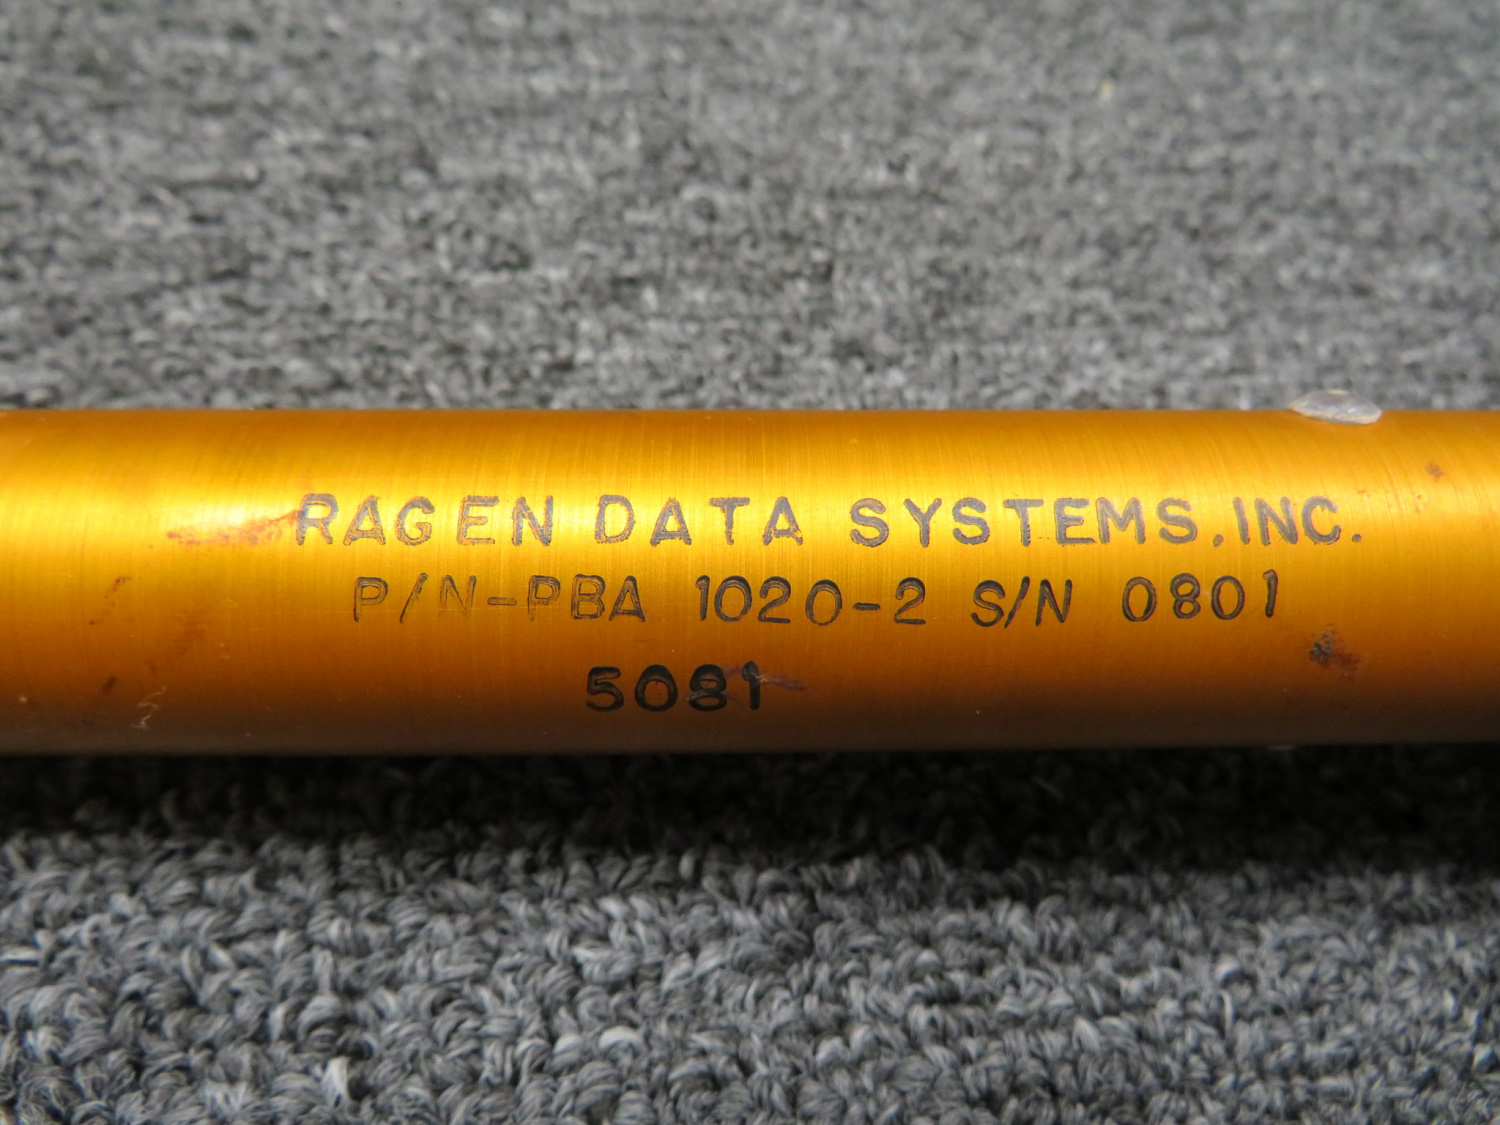 RAGEN DATA SYSTEMS, INC.
P/N-PBA 1020-2 S/N 0801
5081